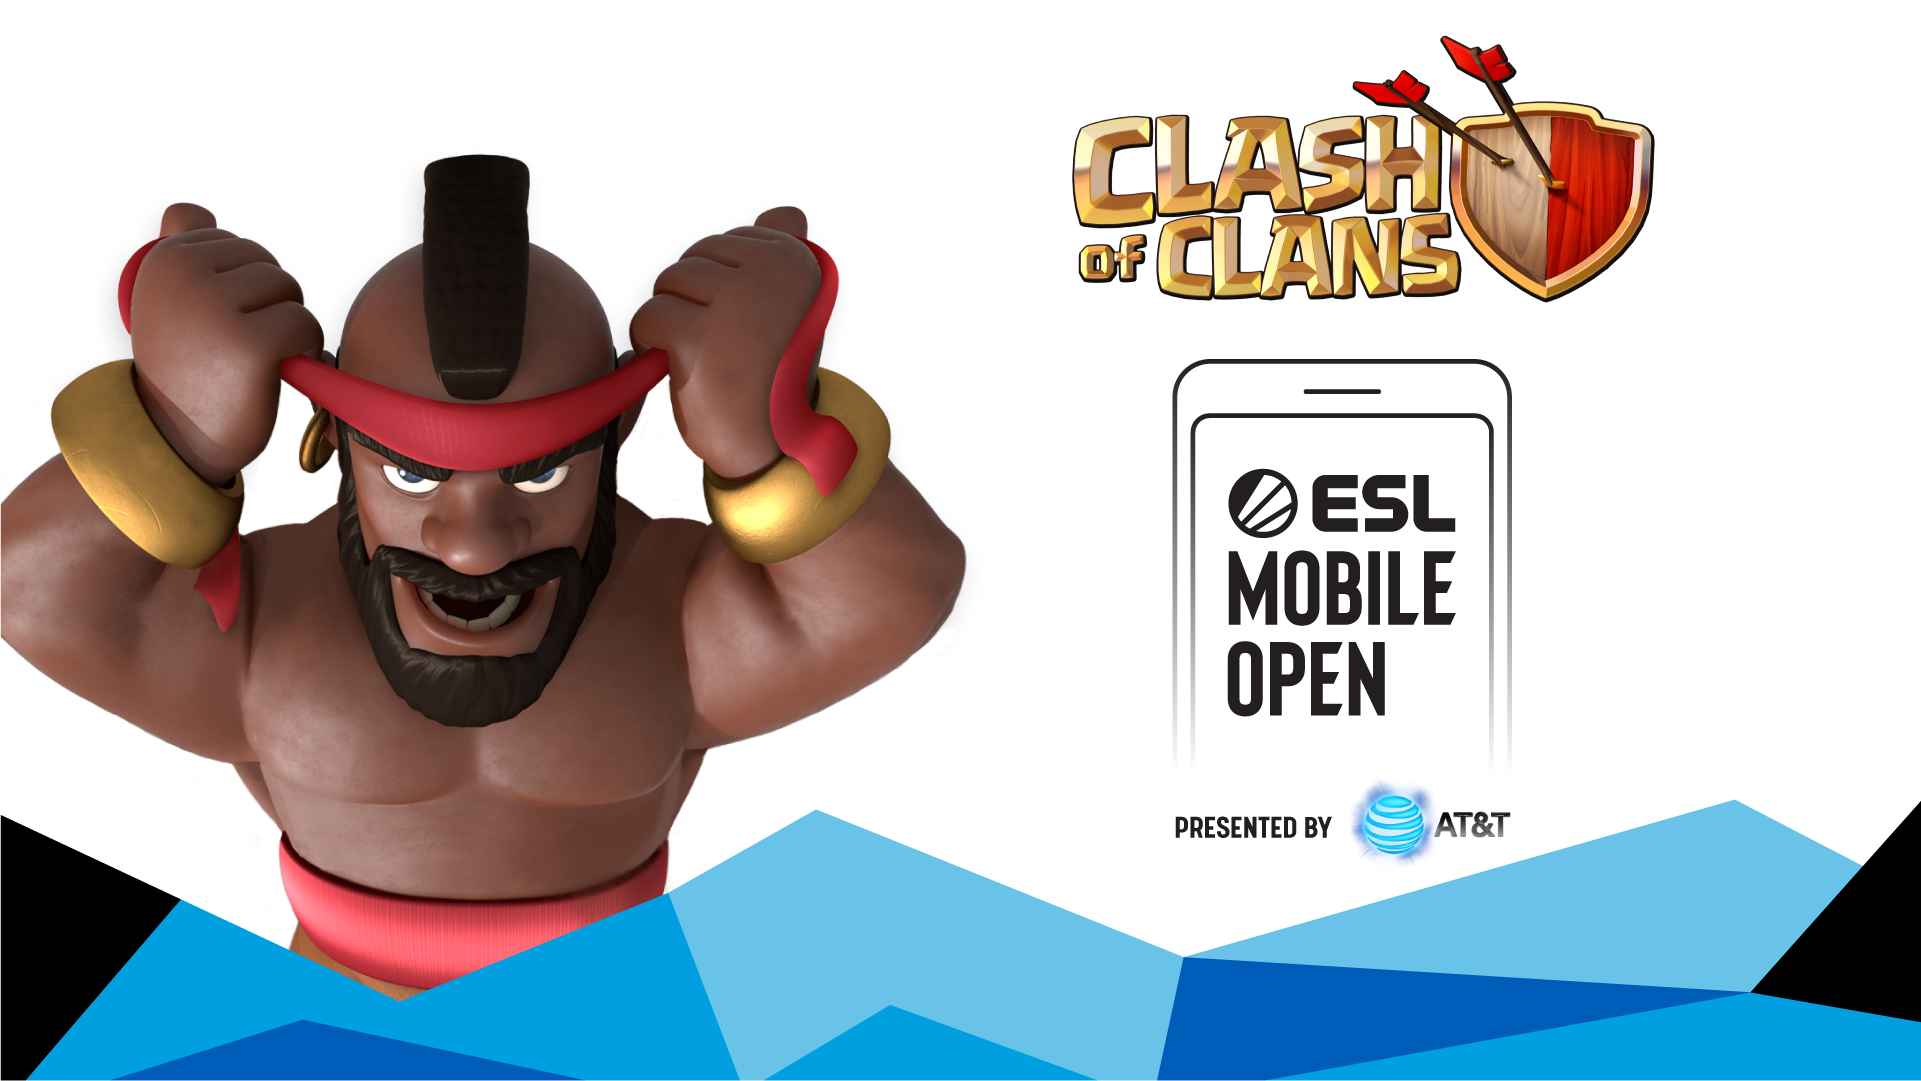 CLASH
OF CLANS
ESL
MOBILE
OPEN
PRESENTED BY AT&T